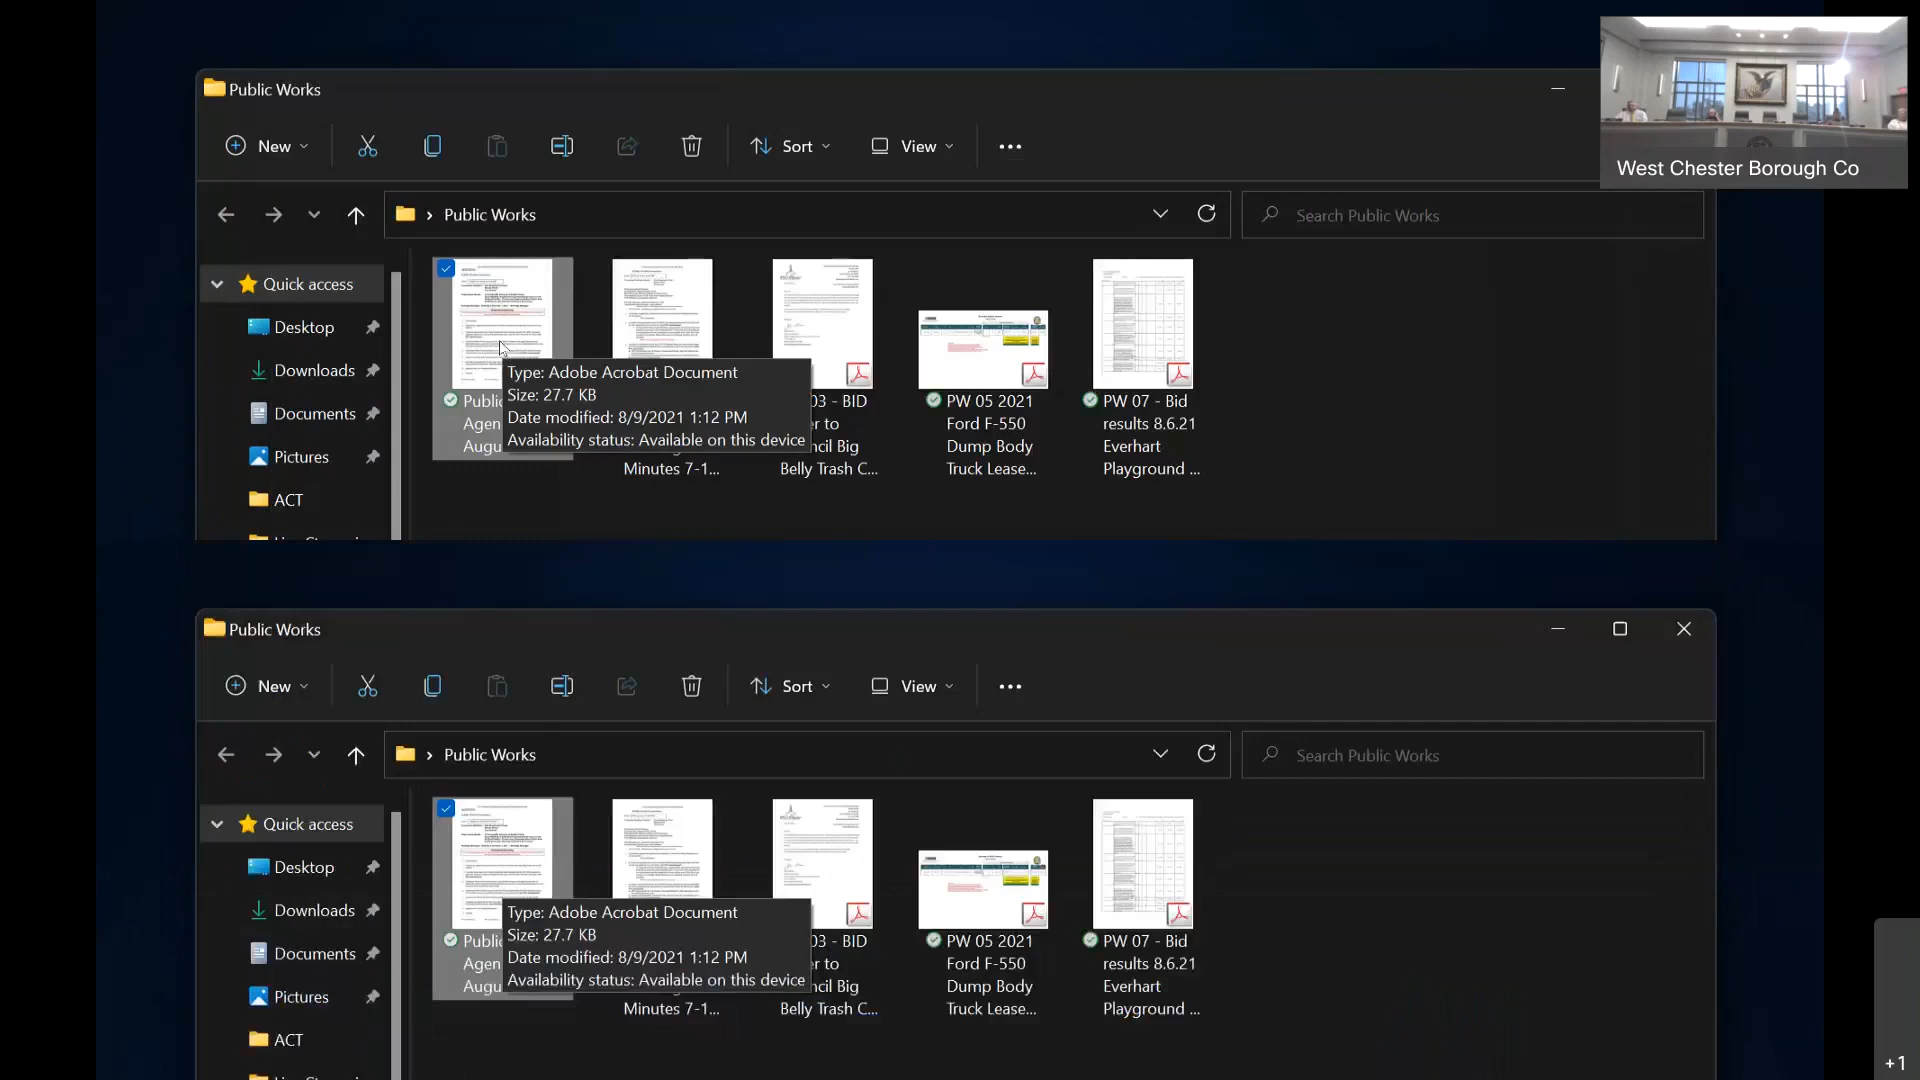 Public Works
New
Sort
View
Public Works
Search Public Works
West Chester Borough Co
Quick access
Desktop
Downloads
Documents
Pictures
ACT
Type: Adobe Acrobat Document
Size: 27.7 KB
Date modified: 8/9/2021 1:12 PM
Availability status: Available on this device
Public
Agen
Augu
Minutes 7-1...
03 - BID
er to
ncil Big
Belly Trash C...
PW 05 2021
Ford F-550
Dump Body
Truck Lease...
PW 07 - Bid
results 8.6.21
Everhart
Playground ...
Public Works
New
Sort
View
Public Works
Search Public Works
Quick access
Desktop
Downloads
Documents
Pictures
ACT
Type: Adobe Acrobat Document
Size: 27.7 KB
Date modified: 8/9/2021 1:12 PM
Availability status: Available on this device
Public
Agen
Augu
Minutes 7-1...
03 - BID
er to
ncil Big
Belly Trash C...
PW 05 2021
Ford F-550
Dump Body
Truck Lease...
PW 07 - Bid
results 8.6.21
Everhart
Playground ...
+1